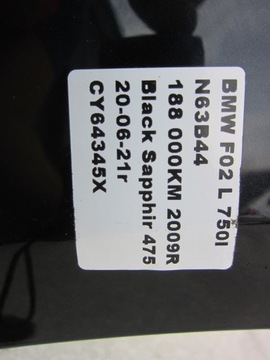 BMW F02 L 750I
N63B44
188 000KM 2009R
Black Sapphir 475
20-06-21r
CY64345X